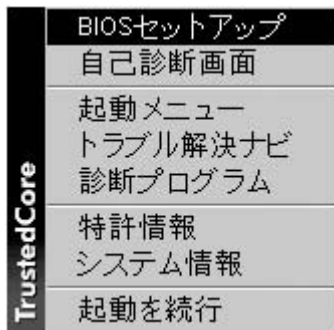 BIOSセットアップ
自己診断画面
起動メニュー
トラブル解決ナビ
診断プログラム
特許情報
システム情報
起動を続行
TrustedCore